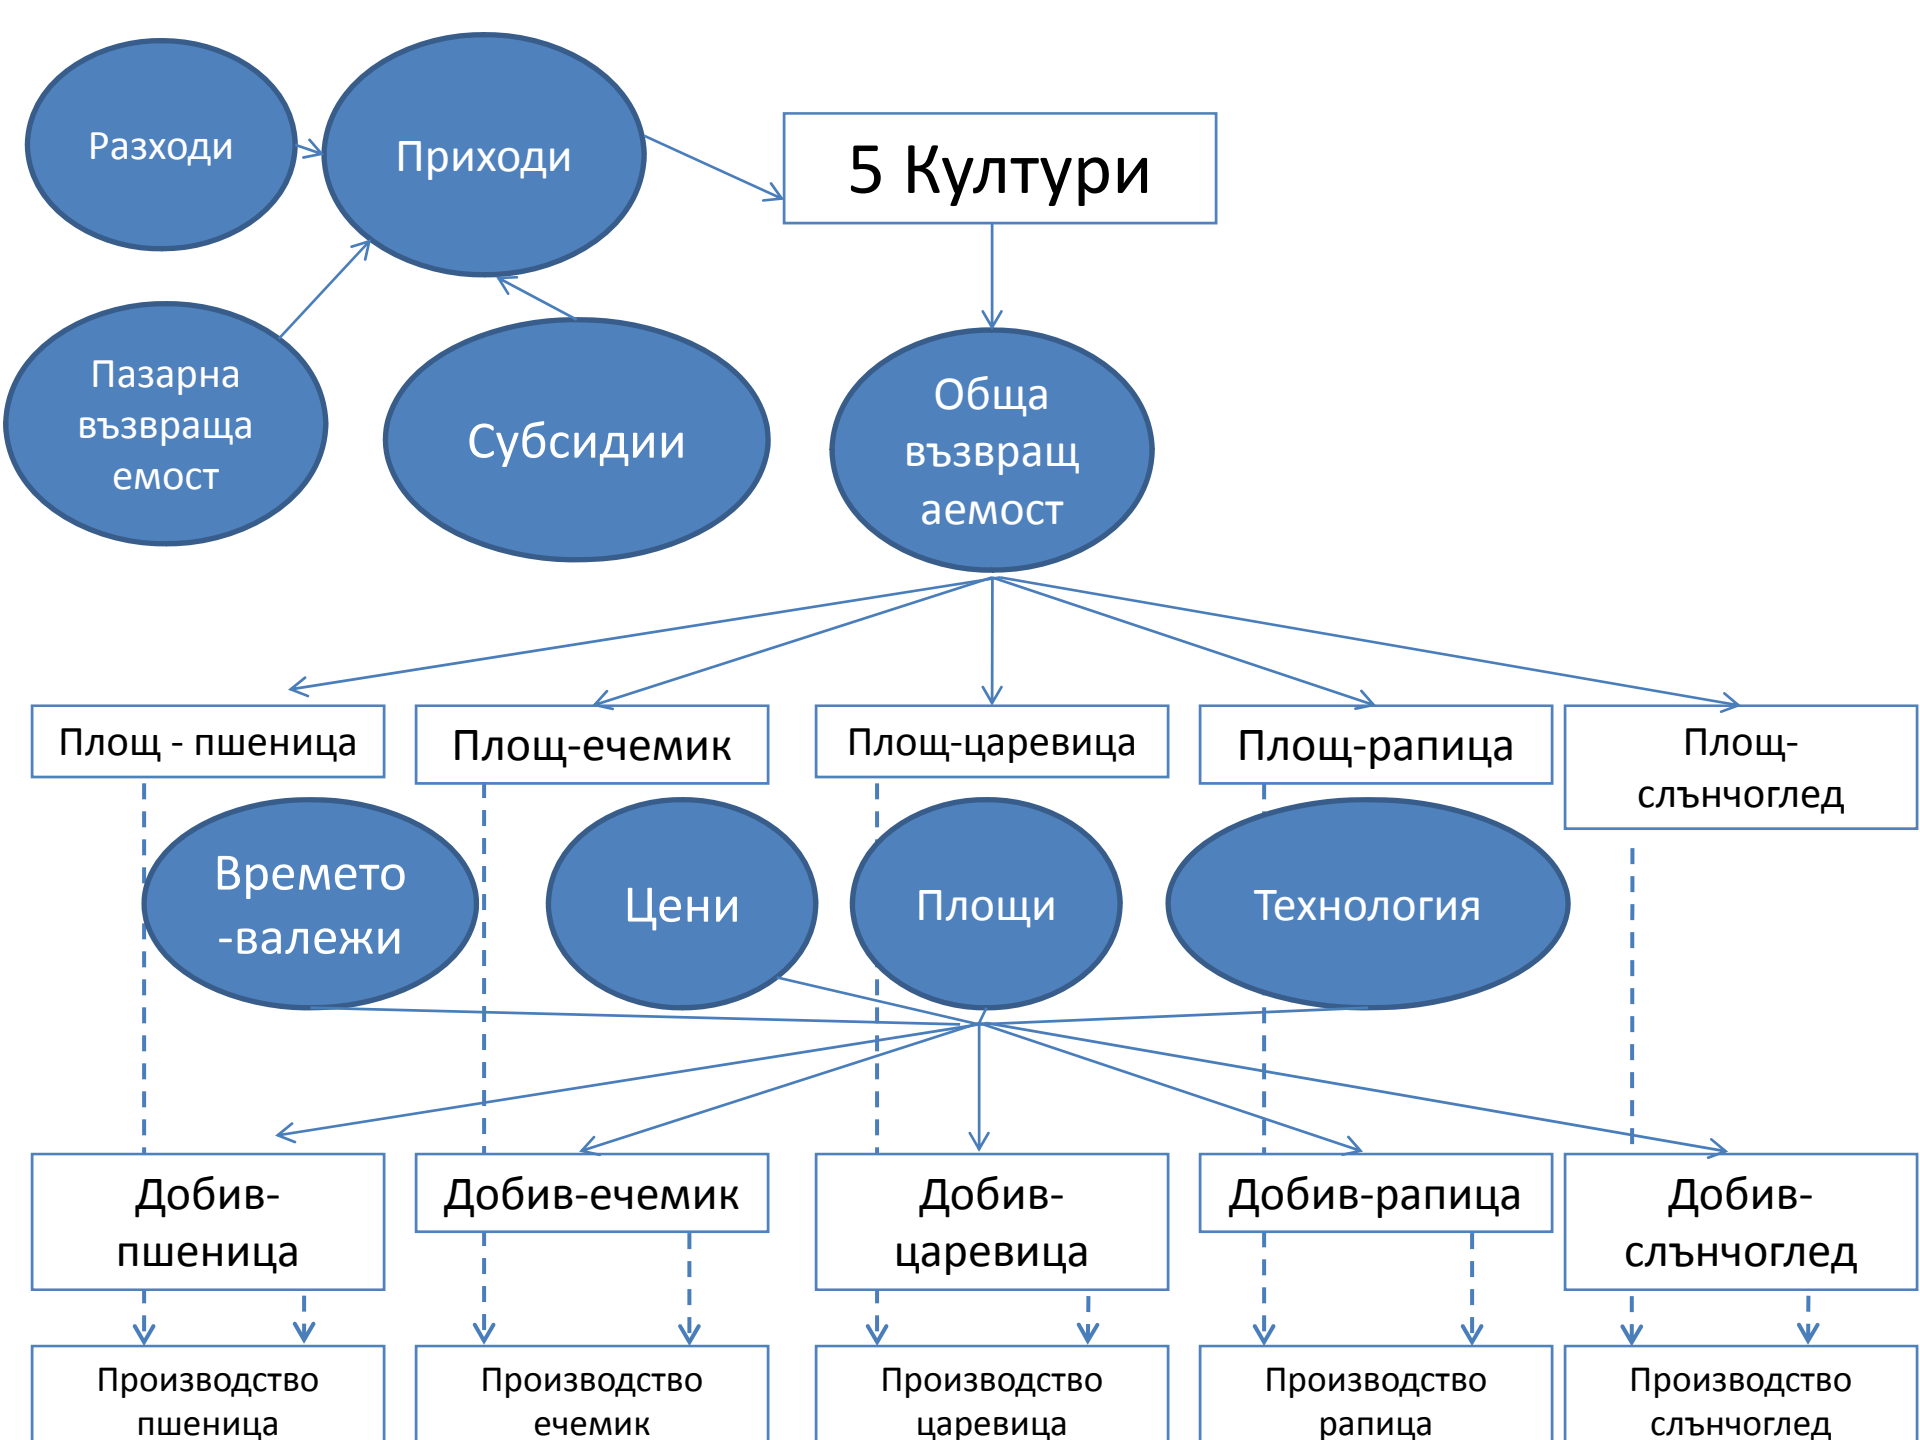 Разходи
Приходи
5 Култури
Пазарна
възвраща
емост
Субсидии
Обща
възвращ
аемост
Площ - пшеница
Площ-ечемик
Площ-царевица
Площ-рапица
Площ-
слънчоглед
Времето
-валежи
Цени
Площи
Технология
Добив-
пшеница
Добив-ечемик
Добив-
царевица
Добив-рапица
Добив-
слънчоглед
Производство
пшеница
Производство
ечемик
Производство
царевица
Производство
рапица
Производство
слънчоглед